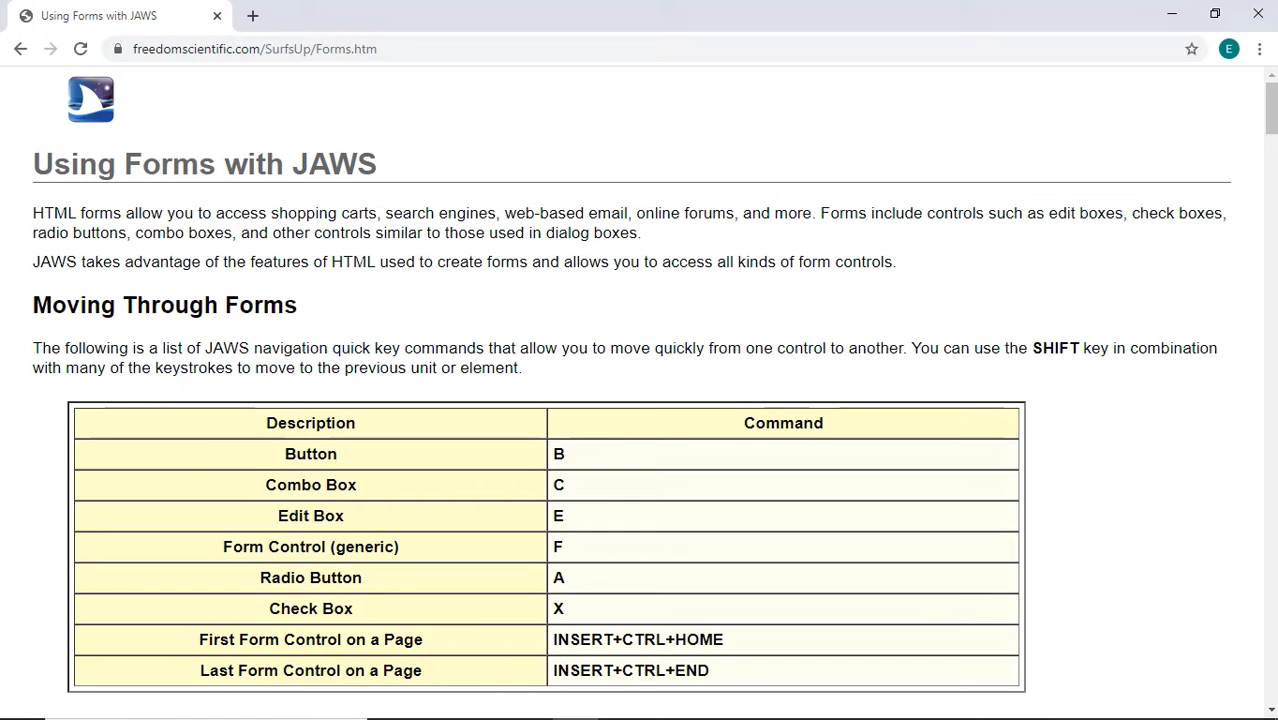 Using Forms with JAWS
freedomscientific.com/SurfsUp/Forms.htm
E
Using Forms with JAWS
HTML forms allow you to access shopping carts, search engines, web-based email, online forums, and more. Forms include controls such as edit boxes, check boxes,
radio buttons, combo boxes, and other controls similar to those used in dialog boxes.
JAWS takes advantage of the features of HTML used to create forms and allows you to access all kinds of form controls.
Moving Through Forms
The following is a list of JAWS navigation quick key commands that allow you to move quickly from one control to another. You can use the SHIFT key in combination
with many of the keystrokes to move to the previous unit or element.
Description Command
Button B
Combo Box C
Edit Box E
Form Control (generic) F
Radio Button A
Check Box X
First Form Control on a Page INSERT+CTRL+HOME
Last Form Control on a Page INSERT+CTRL+END